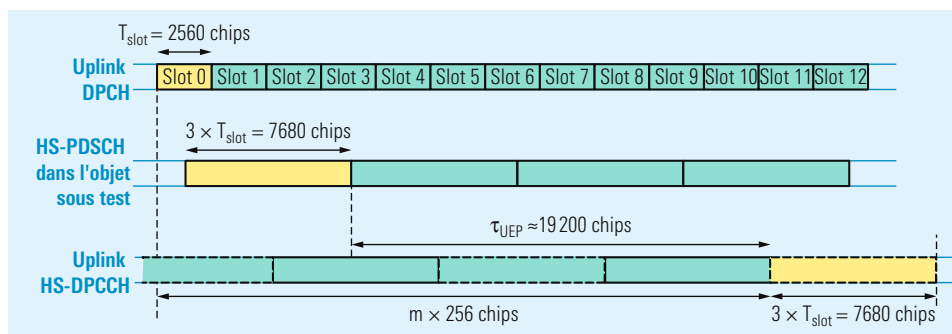 T_slot = 2560 chips
Uplink DPCH
Slot 0 Slot 1 Slot 2 Slot 3 Slot 4 Slot 5 Slot 6 Slot 7 Slot 8 Slot 9 Slot 10 Slot 11 Slot 12
3 × T_slot = 7680 chips
HS-PDSCH
dans l'objet
sous test
τ_UEP ≈19 200 chips
Uplink
HS-DPCCH
m × 256 chips
3 × T_slot = 7680 chips